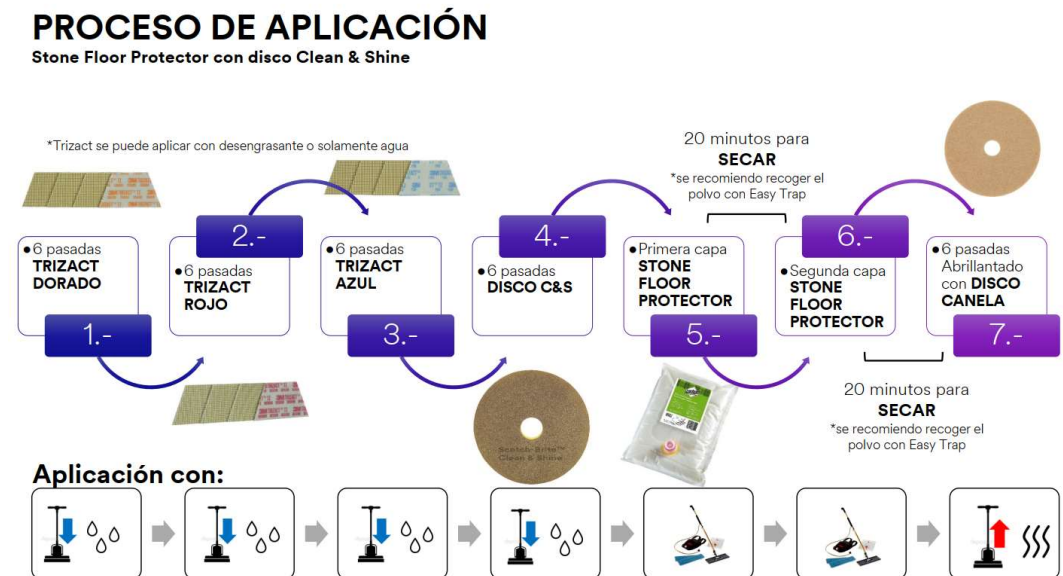 PROCESO DE APLICACIÓN
Stone Floor Protector con disco Clean & Shine
*Trizact se puede aplicar con desengrasante o solamente agua
20 minutos para
SECAR
*se recomiendo recoger el
polvo con Easy Trap
● 6 pasadas
TRIZACT
DORADO
1.-
2.-
● 6 pasadas
TRIZACT
ROJO
● 6 pasadas
TRIZACT
AZUL
3.-
4.-
● 6 pasadas
DISCO C&S
● Primera capa
STONE
FLOOR
PROTECTOR
5.-
6.-
● Segunda capa
STONE
FLOOR
PROTECTOR
● 6 pasadas
Abrillantado
con DISCO
CANELA
7.-
20 minutos para
SECAR
*se recomiendo recoger el
polvo con Easy Trap
Scotch-Brite™
Clean & Shine
Aplicación con: